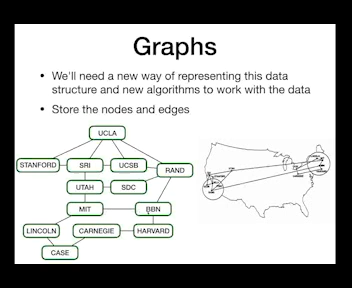 Graphs
• We'll need a new way of representing this data
structure and new algorithms to work with the data
• Store the nodes and edges
UCLA
STANFORD SRI UCSB RAND
UTAH SDC
MIT BBN
LINCOLN CARNEGIE HARVARD
CASE